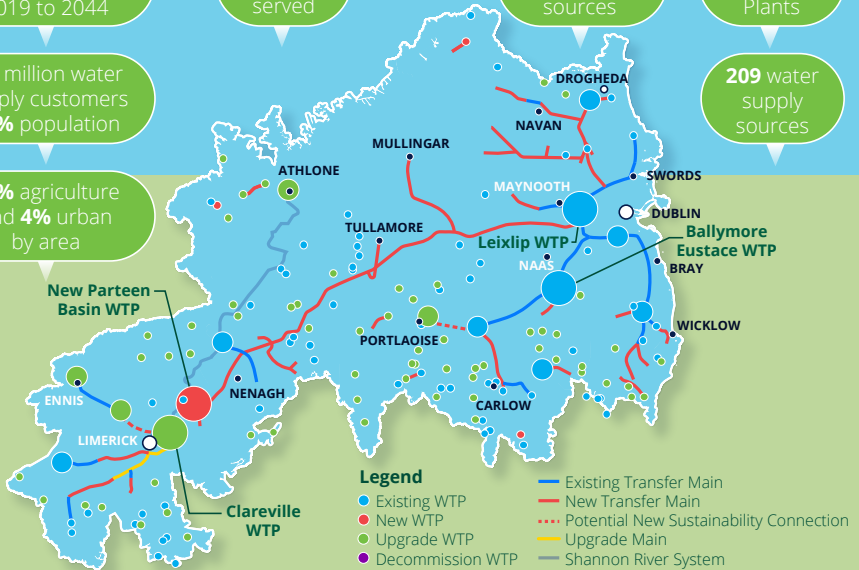 2019 to 2044
served
sources
Plants
million water
ply customers
% population
209 water
supply
sources
% agriculture
nd 4% urban
by area
DROGHEDA
NAVAN
MULLINGAR
ATHLONE
SWORDS
MAYNOOTH
DUBLIN
TULLAMORE
Leixlip WTP
Ballymore
Eustace WTP
NAAS
BRAY
New Parteen
Basin WTP
WICKLOW
PORTLAOISE
NENAGH
ENNIS
CARLOW
LIMERICK
Clareville
WTP
Legend
Existing WTP
New WTP
Upgrade WTP
Decommission WTP
Existing Transfer Main
New Transfer Main
Potential New Sustainability Connection
Upgrade Main
Shannon River System